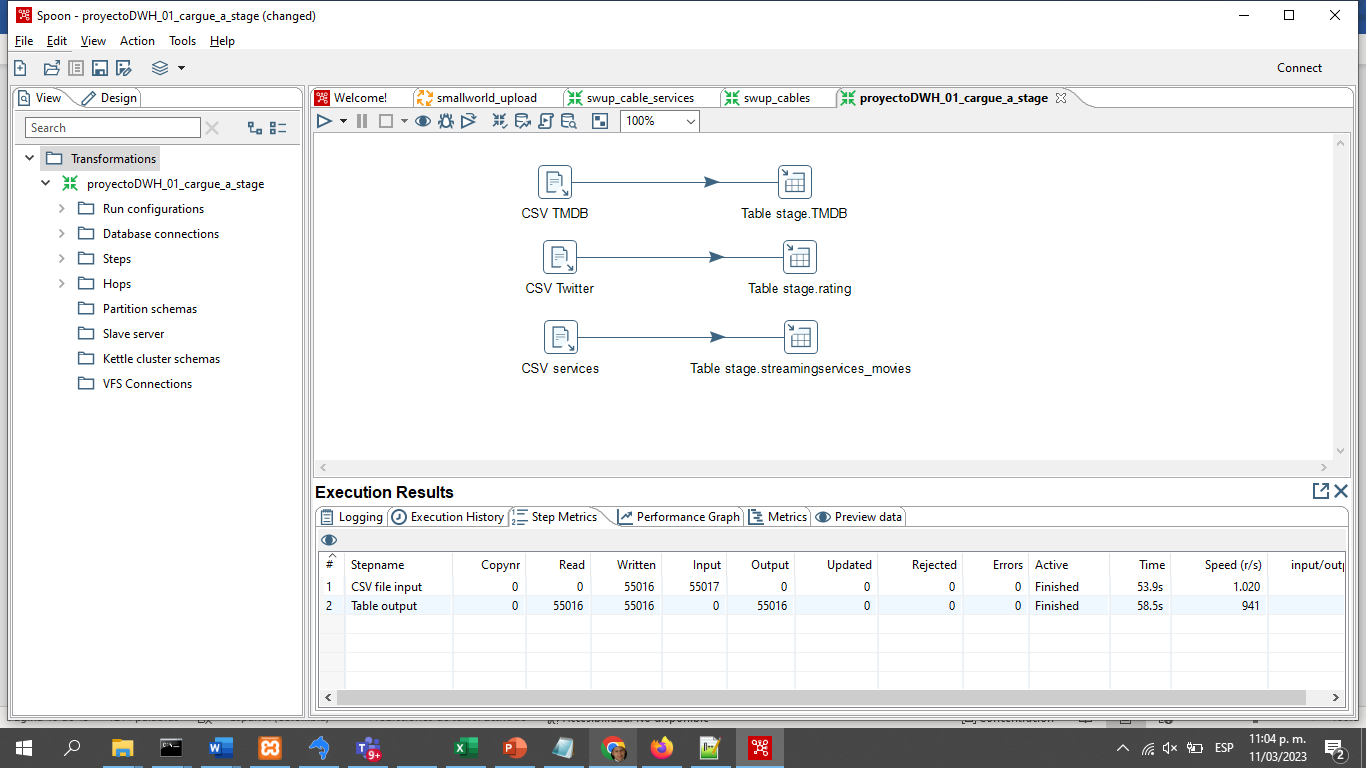 Spoon - proyectoDWH_01_cargue_a_stage (changed)
File Edit View Action Tools Help
Connect
View Design
Welcome! smallworld_upload swup_cable_services swup_cables proyectoDWH_01_cargue_a_stage
Search
100%
Transformations
proyectoDWH_01_cargue_a_stage
Run configurations
Database connections
Steps
Hops
Partition schemas
Slave server
Kettle cluster schemas
VFS Connections
CSV TMDB Table stage.TMDB
CSV Twitter Table stage.rating
CSV services Table stage.streamingservices_movies
Execution Results
Logging Execution History Step Metrics Performance Graph Metrics Preview data
# Stepname Copynr Read Written Input Output Updated Rejected Errors Active Time Speed (r/s) input/outp
1 CSV file input 0 0 55016 55017 0 0 0 0 Finished 53.9s 1.020
2 Table output 0 55016 55016 0 55016 0 0 0 Finished 58.5s 941
9+
ESP
11:04 p. m.
11/03/2023
2